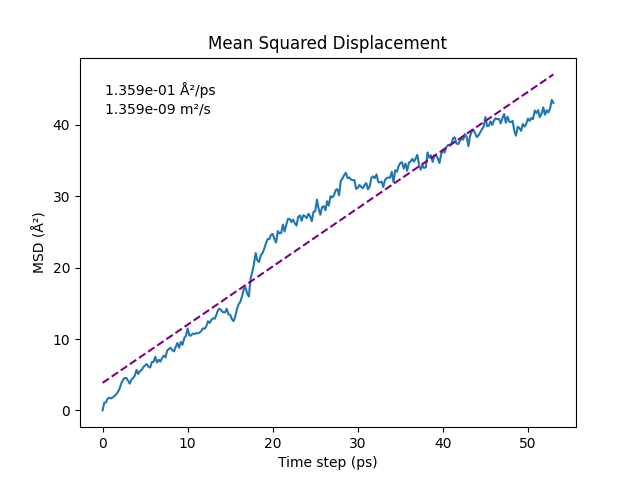 Mean Squared Displacement
1.359e-01 Å²/ps
1.359e-09 m²/s
MSD (Å²)
40
30
20
10
0
0 10 20 30 40 50
Time step (ps)